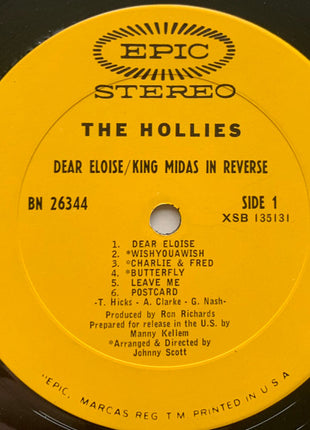 EPIC
STEREO
THE HOLLIES
DEAR ELOISE/KING MIDAS IN REVERSE
BN 26344 SIDE 1
XSB 135131
1. DEAR ELOISE
2. *WISHYOUAWISH
3. *CHARLIE & FRED
4. *BUTTERFLY
5. LEAVE ME
6. POSTCARD
-T. Hicks - A. Clarke - G. Nash-
Produced by Ron Richards
Prepared for release in the U.S. by
Manny Kellem
*Arranged & Directed by
Johnny Scott
"EPIC, MARCAS REG. T.M. PRINTED IN U.S.A.